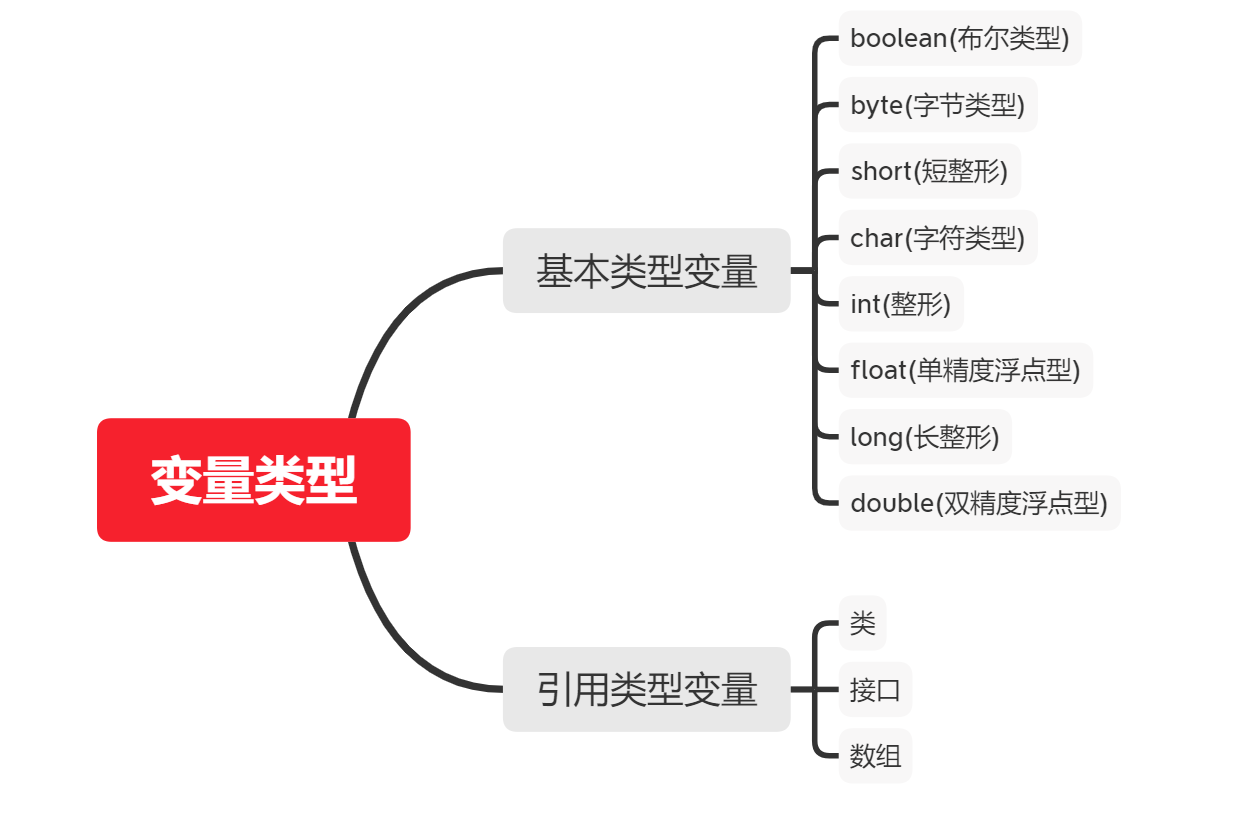 变量类型
基本类型变量
boolean(布尔类型)
byte(字节类型)
short(短整形)
char(字符类型)
int(整形)
float(单精度浮点型)
long(长整形)
double(双精度浮点型)
引用类型变量
类
接口
数组